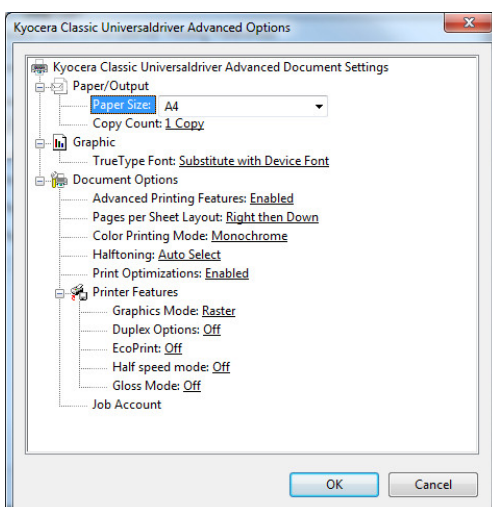 Kyocera Classic Universaldriver Advanced Options
Kyocera Classic Universaldriver Advanced Document Settings
Paper/Output
Paper Size: A4
Copy Count: 1 Copy
Graphic
TrueType Font: Substitute with Device Font
Document Options
Advanced Printing Features: Enabled
Pages per Sheet Layout: Right then Down
Color Printing Mode: Monochrome
Halftoning: Auto Select
Print Optimizations: Enabled
Printer Features
Graphics Mode: Raster
Duplex Options: Off
EcoPrint: Off
Half speed mode: Off
Gloss Mode: Off
Job Account
OK Cancel